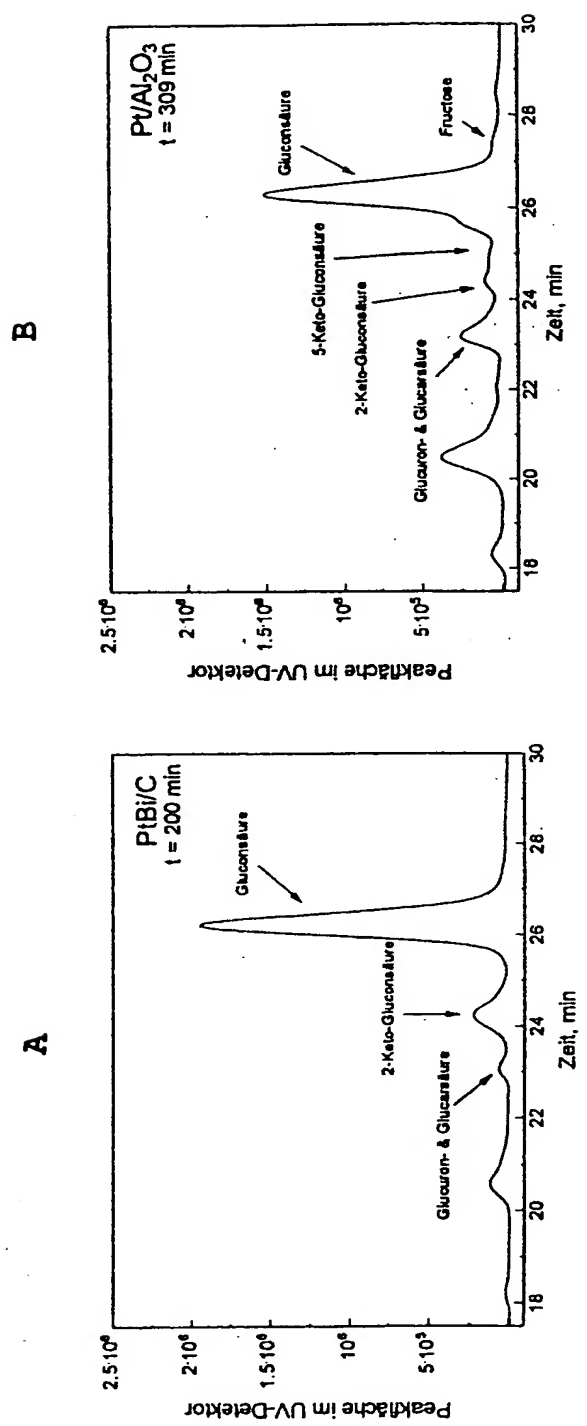 A
PtBi/C
t = 200 min
Peakfläche im UV-Detektor
2.5·10⁶
2·10⁶
1.5·10⁶
10⁶
5·10⁵
Gluconsäure
2-Keto-Gluconsäure
Glucuron- & Glucarsäure
18 20 22 24 26 28 30
Zeit, min
B
Pt/Al₂O₃
t = 309 min
Peakfläche im UV-Detektor
2.5·10⁶
2·10⁶
1.5·10⁶
10⁶
5·10⁵
Gluconsäure
5-Keto-Gluconsäure
2-Keto-Gluconsäure
Glucuron- & Glucarsäure
Fructose
18 20 22 24 26 28 30
Zeit, min